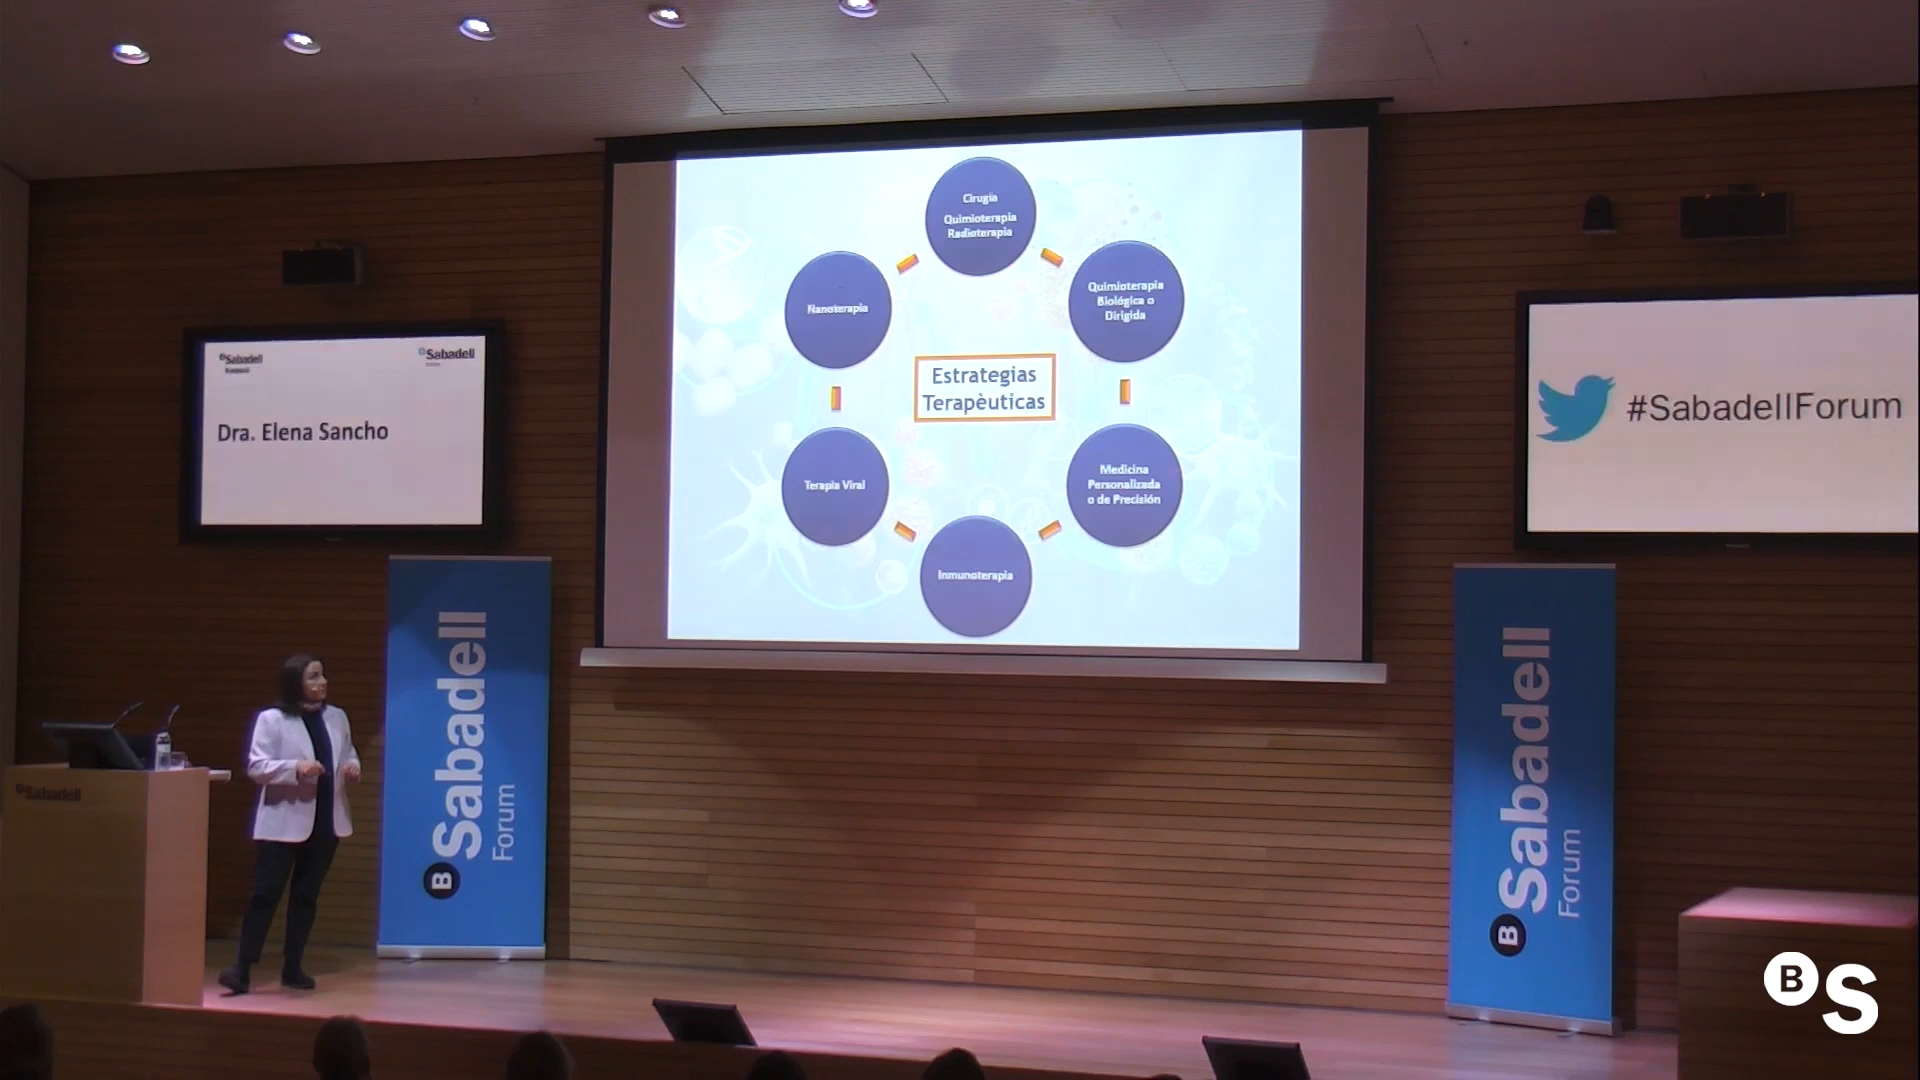 Cirugía
Quimioterapia
Radioterapia
Quimioterapia
Biológica o
Dirigida
Nanoterapia
Estrategias
Terapèuticas
Terapia Viral
Medicina
Personalizada
o de Precisión
Inmunoterapia
Sabadell
Sabadell
Dra. Elena Sancho
#SabadellForum
B Sabadell
Forum
B Sabadell
Forum
Sabadell
BS